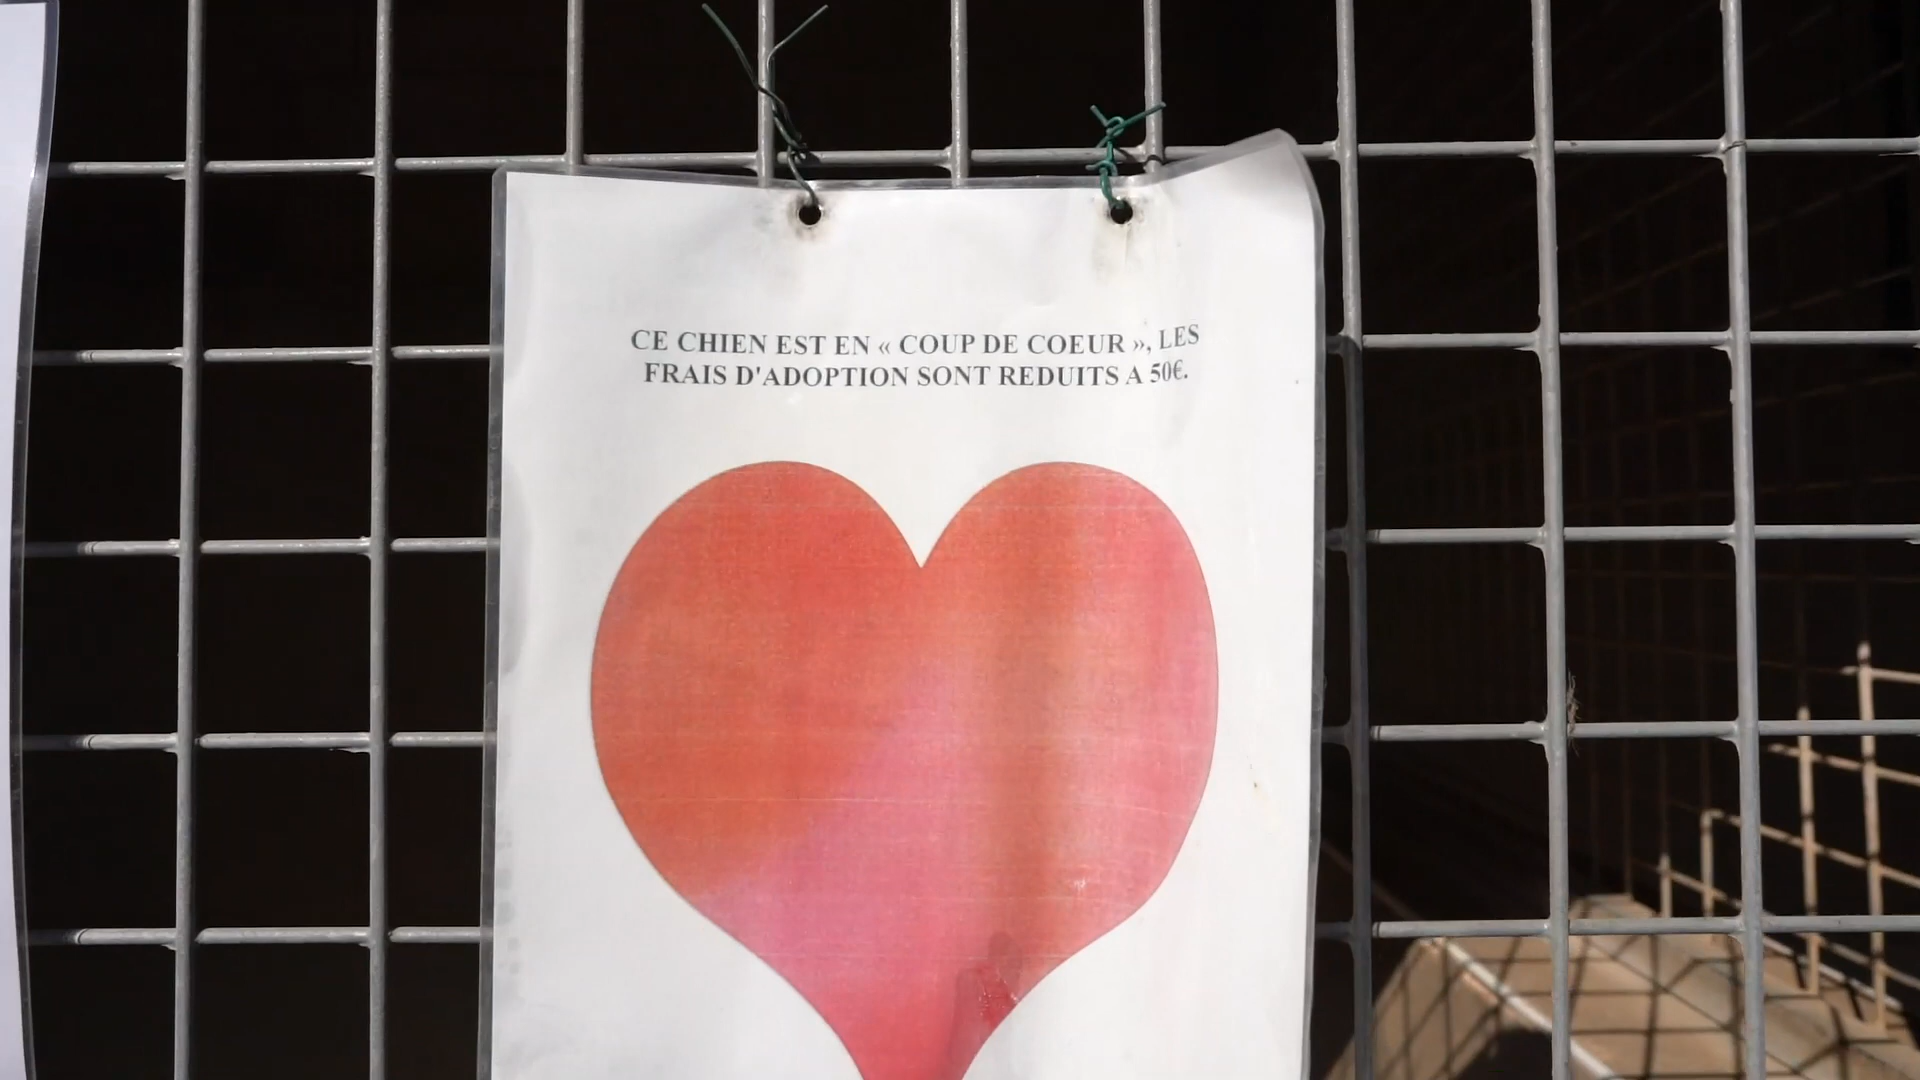 CE CHIEN EST EN « COUP DE COEUR », LES
FRAIS D'ADOPTION SONT REDUITS A 50€.